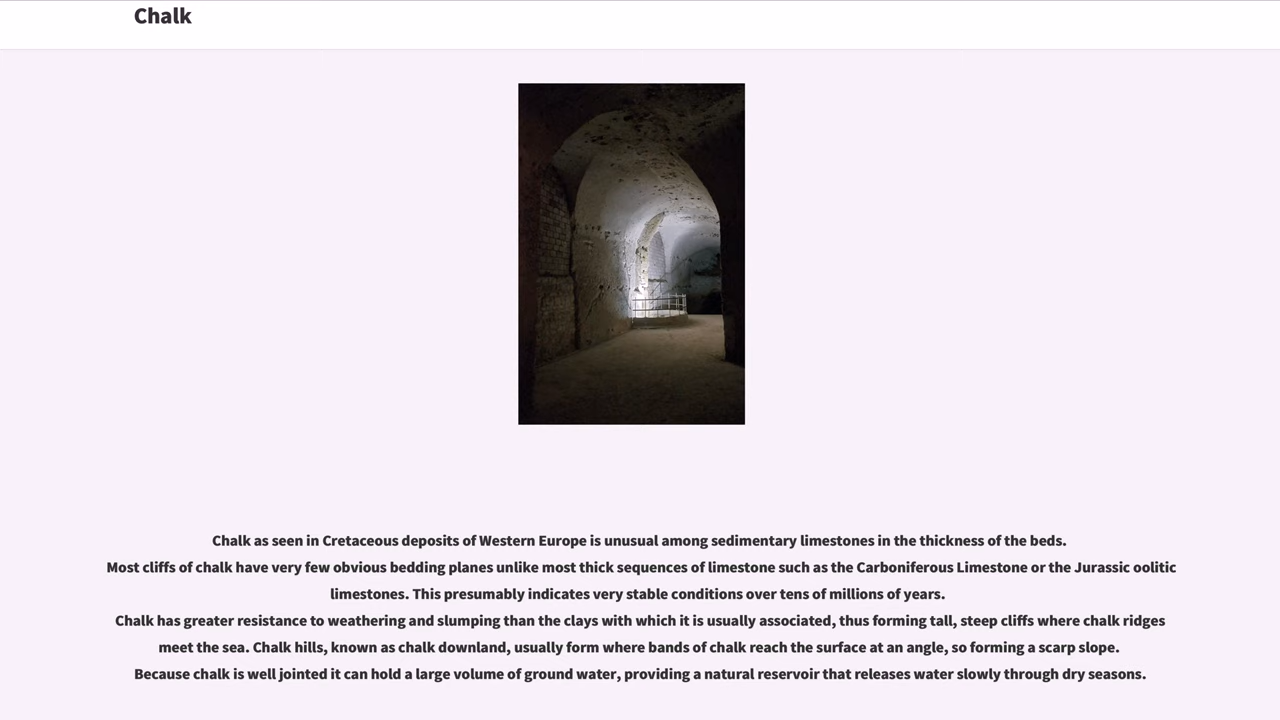 Chalk
Chalk as seen in Cretaceous deposits of Western Europe is unusual among sedimentary limestones in the thickness of the beds.
Most cliffs of chalk have very few obvious bedding planes unlike most thick sequences of limestone such as the Carboniferous Limestone or the Jurassic oolitic
limestones. This presumably indicates very stable conditions over tens of millions of years.
Chalk has greater resistance to weathering and slumping than the clays with which it is usually associated, thus forming tall, steep cliffs where chalk ridges
meet the sea. Chalk hills, known as chalk downland, usually form where bands of chalk reach the surface at an angle, so forming a scarp slope.
Because chalk is well jointed it can hold a large volume of ground water, providing a natural reservoir that releases water slowly through dry seasons.